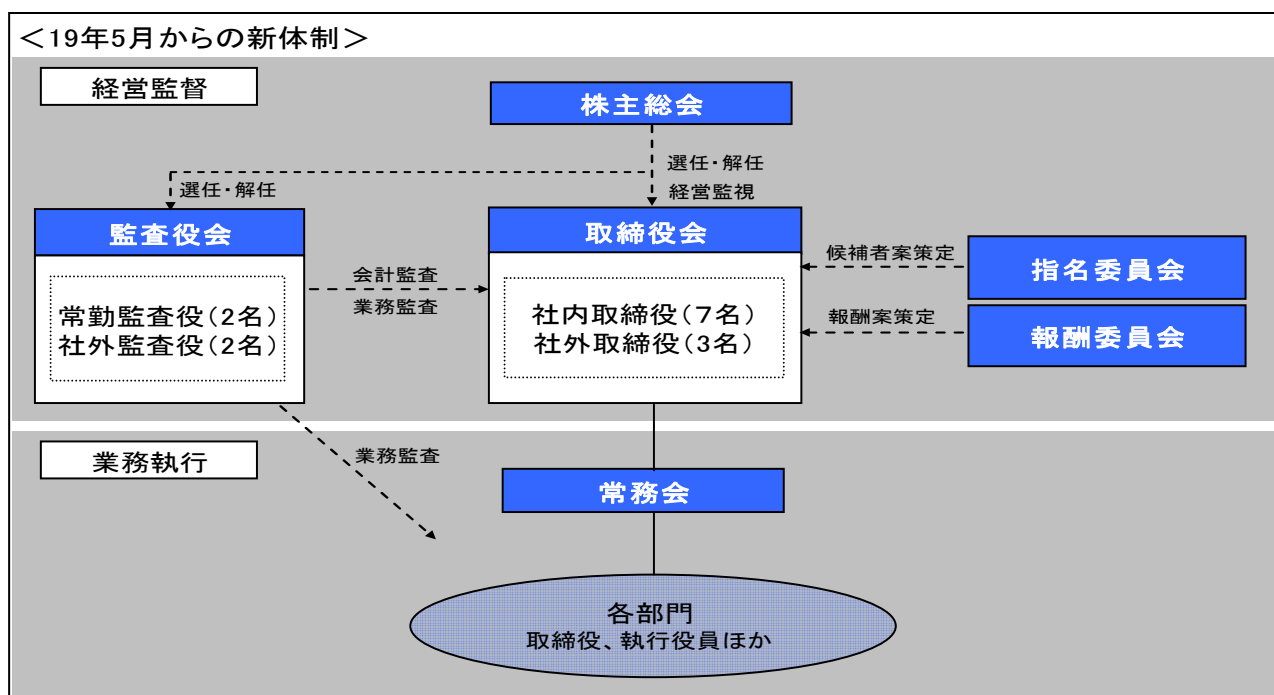 ＜19年5月からの新体制＞
経営監督
株主総会
選任・解任
経営監視
選任・解任
監査役会
常勤監査役（2名）
社外監査役（2名）
会計監査
業務監査
取締役会
社内取締役（7名）
社外取締役（3名）
候補者案策定
指名委員会
報酬案策定
報酬委員会
業務執行
業務監査
常務会
各部門
取締役、執行役員ほか